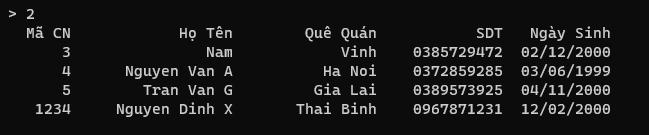 > 2
Mã CN Họ Tên Quê Quán SDT Ngày Sinh
3 Nam Vinh 0385729472 02/12/2000
4 Nguyen Van A Ha Noi 0372859285 03/06/1999
5 Tran Van G Gia Lai 0389573925 04/11/2000
1234 Nguyen Dinh X Thai Binh 0967871231 12/02/2000